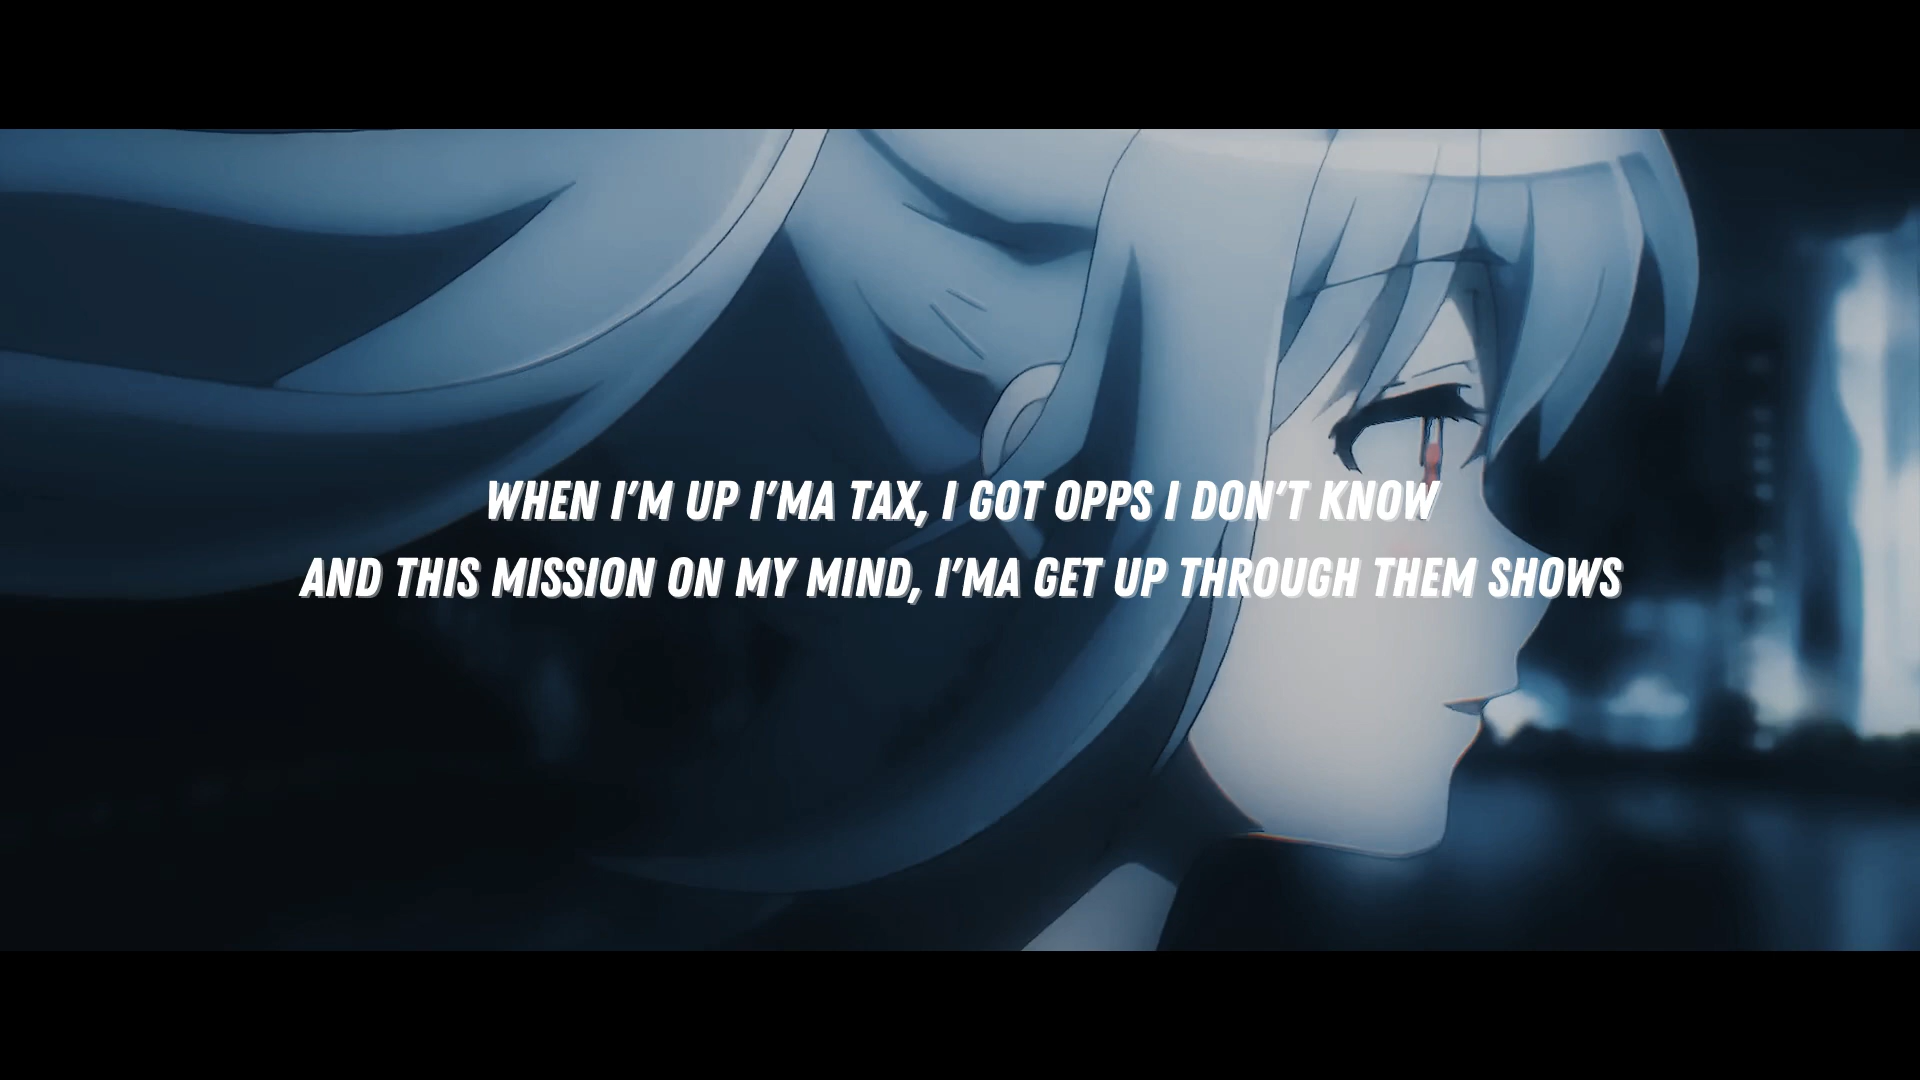 WHEN I'M UP I'MA TAX, I GOT OPPS I DON'T KNOW
AND THIS MISSION ON MY MIND, I'MA GET UP THROUGH THEM SHOWS